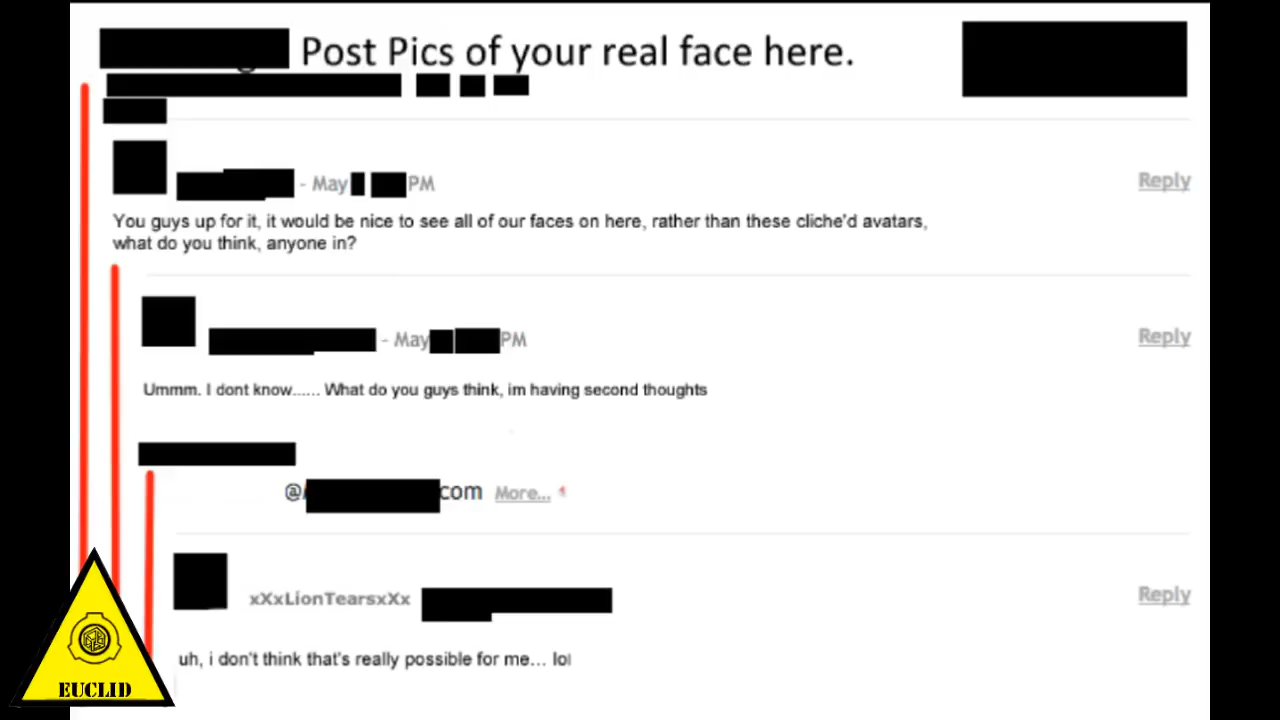 Post Pics of your real face here.
- May PM
Reply
You guys up for it, it would be nice to see all of our faces on here, rather than these cliche'd avatars,
what do you think, anyone in?
- May PM
Reply
Ummm. I dont know...... What do you guys think, im having second thoughts
@ com More...
xXxLionTearsxXx
Reply
uh, i don't think that's really possible for me... lol
EUCLID